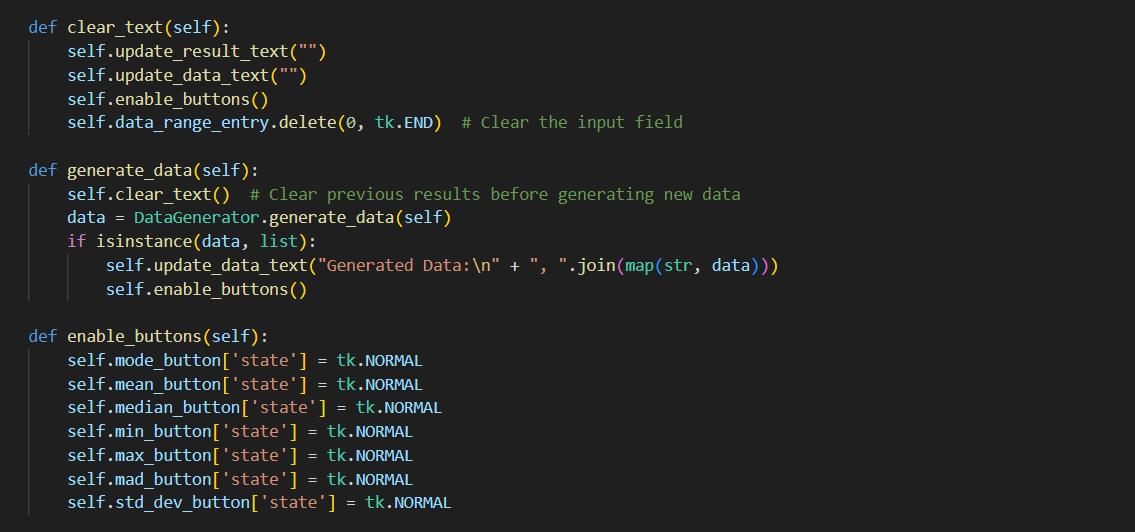 def clear_text(self):
    self.update_result_text("")
    self.update_data_text("")
    self.enable_buttons()
    self.data_range_entry.delete(0, tk.END)  # Clear the input field

def generate_data(self):
    self.clear_text()  # Clear previous results before generating new data
    data = DataGenerator.generate_data(self)
    if isinstance(data, list):
        self.update_data_text("Generated Data:\n" + ", ".join(map(str, data)))
        self.enable_buttons()

def enable_buttons(self):
    self.mode_button['state'] = tk.NORMAL
    self.mean_button['state'] = tk.NORMAL
    self.median_button['state'] = tk.NORMAL
    self.min_button['state'] = tk.NORMAL
    self.max_button['state'] = tk.NORMAL
    self.mad_button['state'] = tk.NORMAL
    self.std_dev_button['state'] = tk.NORMAL